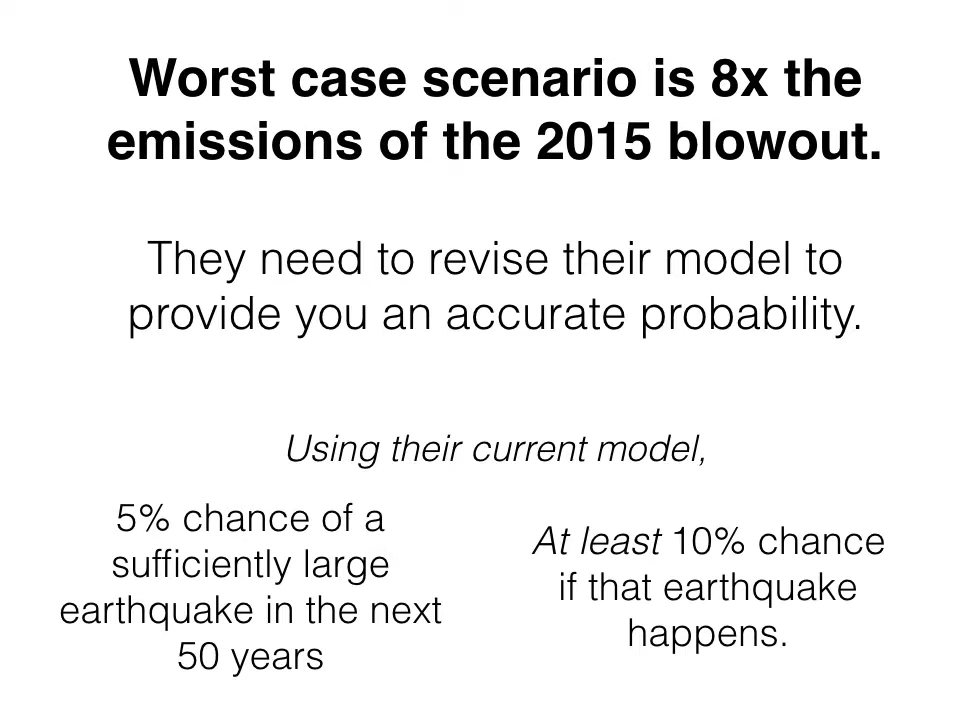 Worst case scenario is 8x the
emissions of the 2015 blowout.
They need to revise their model to
provide you an accurate probability.
Using their current model,
5% chance of a
sufficiently large
earthquake in the next
50 years
At least 10% chance
if that earthquake
happens.